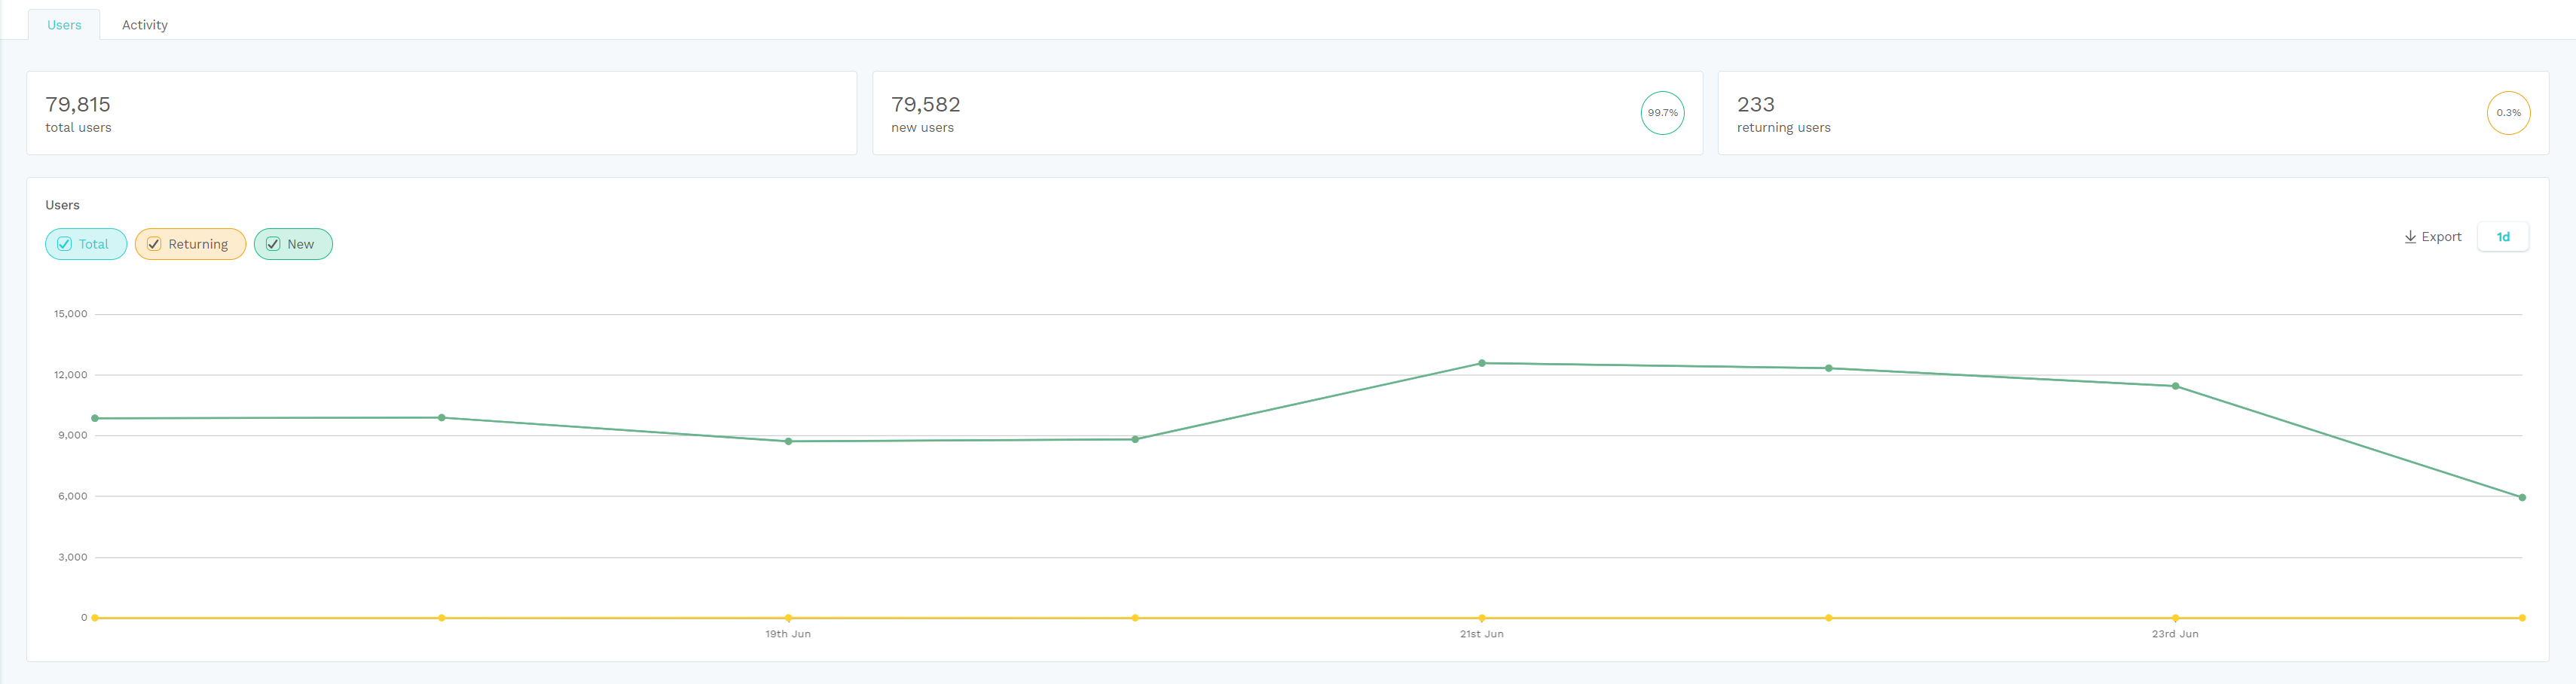 Users Activity
79,815
total users
79,582
new users
99.7%
233
returning users
0.3%
Users
Total Returning New
Export 1d
15,000
12,000
9,000
6,000
3,000
0
19th Jun 21st Jun 23rd Jun